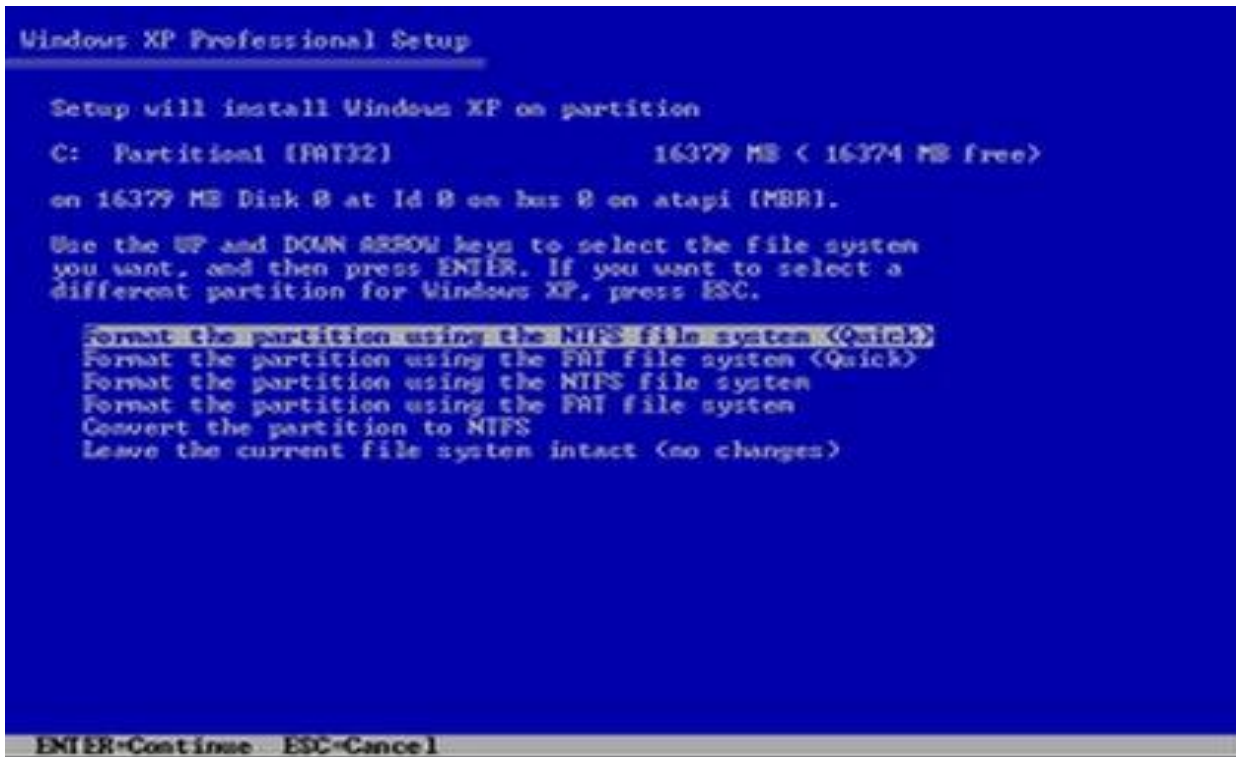 Windows XP Professional Setup
Setup will install Windows XP on partition
C: Partition1 [FAT32] 16379 MB ( 16374 MB free)
on 16379 MB Disk 0 at Id 0 on bus 0 on atapi [MBR].
Use the UP and DOWN ARROW keys to select the file system
you want, and then press ENTER. If you want to select a
different partition for Windows XP, press ESC.
Format the partition using the NTFS file system (Quick)
Format the partition using the FAT file system (Quick)
Format the partition using the NTFS file system
Format the partition using the FAT file system
Convert the partition to NTFS
Leave the current file system intact (no changes)
ENTER=Continue ESC=Cancel